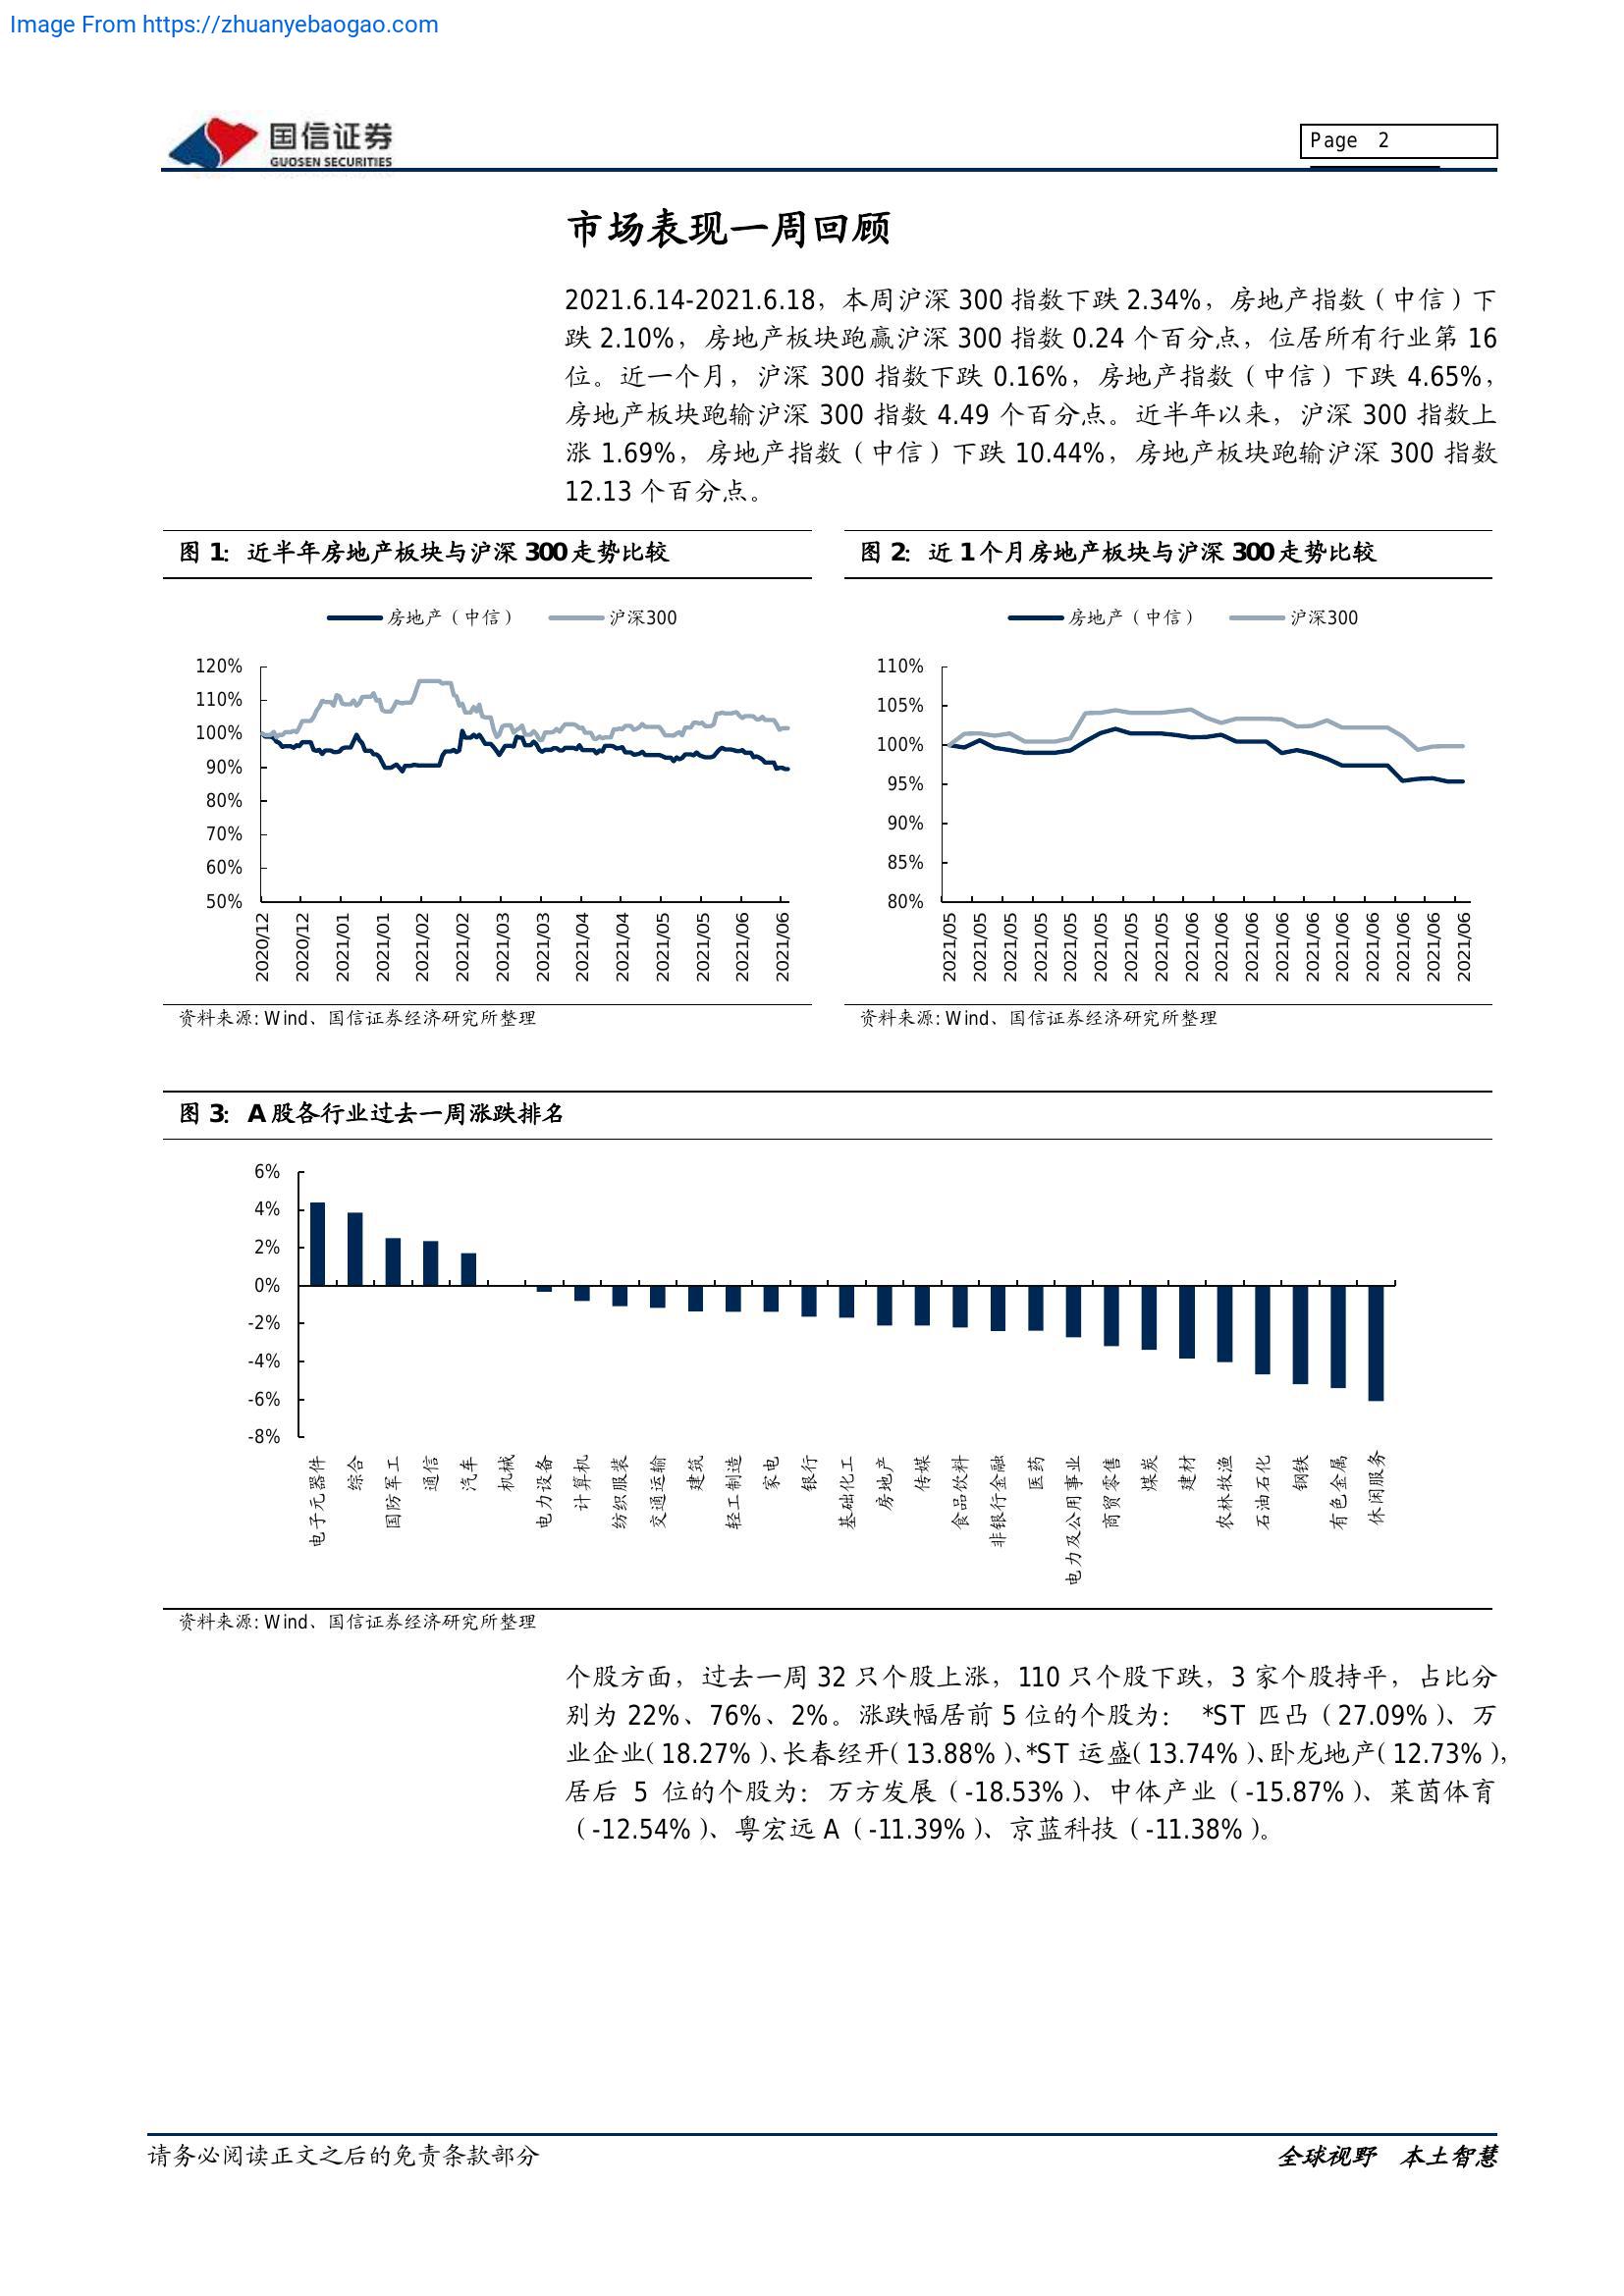 Image From https://zhuanyebaogao.com
国信证券
GUOSEN SECURITIES
Page 2
市场表现一周回顾
2021.6.14-2021.6.18，本周沪深 300 指数下跌 2.34%，房地产指数（中信）下
跌 2.10%，房地产板块跑赢沪深 300 指数 0.24 个百分点，位居所有行业第 16
位。近一个月，沪深 300 指数下跌 0.16%，房地产指数（中信）下跌 4.65%，
房地产板块跑输沪深 300 指数 4.49 个百分点。近半年以来，沪深 300 指数上
涨 1.69%，房地产指数（中信）下跌 10.44%，房地产板块跑输沪深 300 指数
12.13 个百分点。
图 1：近半年房地产板块与沪深 300 走势比较
房地产（中信） 沪深300
120%
110%
100%
90%
80%
70%
60%
50%
2020/12 2020/12 2021/01 2021/01 2021/02 2021/02 2021/03 2021/03 2021/04 2021/04 2021/05 2021/05 2021/06 2021/06
资料来源: Wind、国信证券经济研究所整理
图 2：近 1 个月房地产板块与沪深 300 走势比较
房地产（中信） 沪深300
110%
105%
100%
95%
90%
85%
80%
2021/05 2021/05 2021/05 2021/05 2021/05 2021/05 2021/05 2021/05 2021/06 2021/06 2021/06 2021/06 2021/06 2021/06 2021/06 2021/06 2021/06 2021/06
资料来源: Wind、国信证券经济研究所整理
图 3：A 股各行业过去一周涨跌排名
6%
4%
2%
0%
-2%
-4%
-6%
-8%
电子元器件 综合 国防军工 通信 汽车 机械 电力设备 计算机 纺织服装 交通运输 建筑 轻工制造 家电 银行 基础化工 房地产 传媒 食品饮料 非银行金融 医药 电力及公用事业 商贸零售 煤炭 建材 农林牧渔 石油石化 钢铁 有色金属 休闲服务
资料来源: Wind、国信证券经济研究所整理
个股方面，过去一周 32 只个股上涨，110 只个股下跌，3 家个股持平，占比分
别为 22%、76%、2%。涨跌幅居前 5 位的个股为： *ST 匹凸（27.09%）、万
业企业（18.27%）、长春经开（13.88%）、*ST 运盛（13.74%）、卧龙地产（12.73%），
居后 5 位的个股为：万方发展（-18.53%）、中体产业（-15.87%）、莱茵体育
（-12.54%）、粤宏远 A（-11.39%）、京蓝科技（-11.38%）。
请务必阅读正文之后的免责条款部分
全球视野 本土智慧